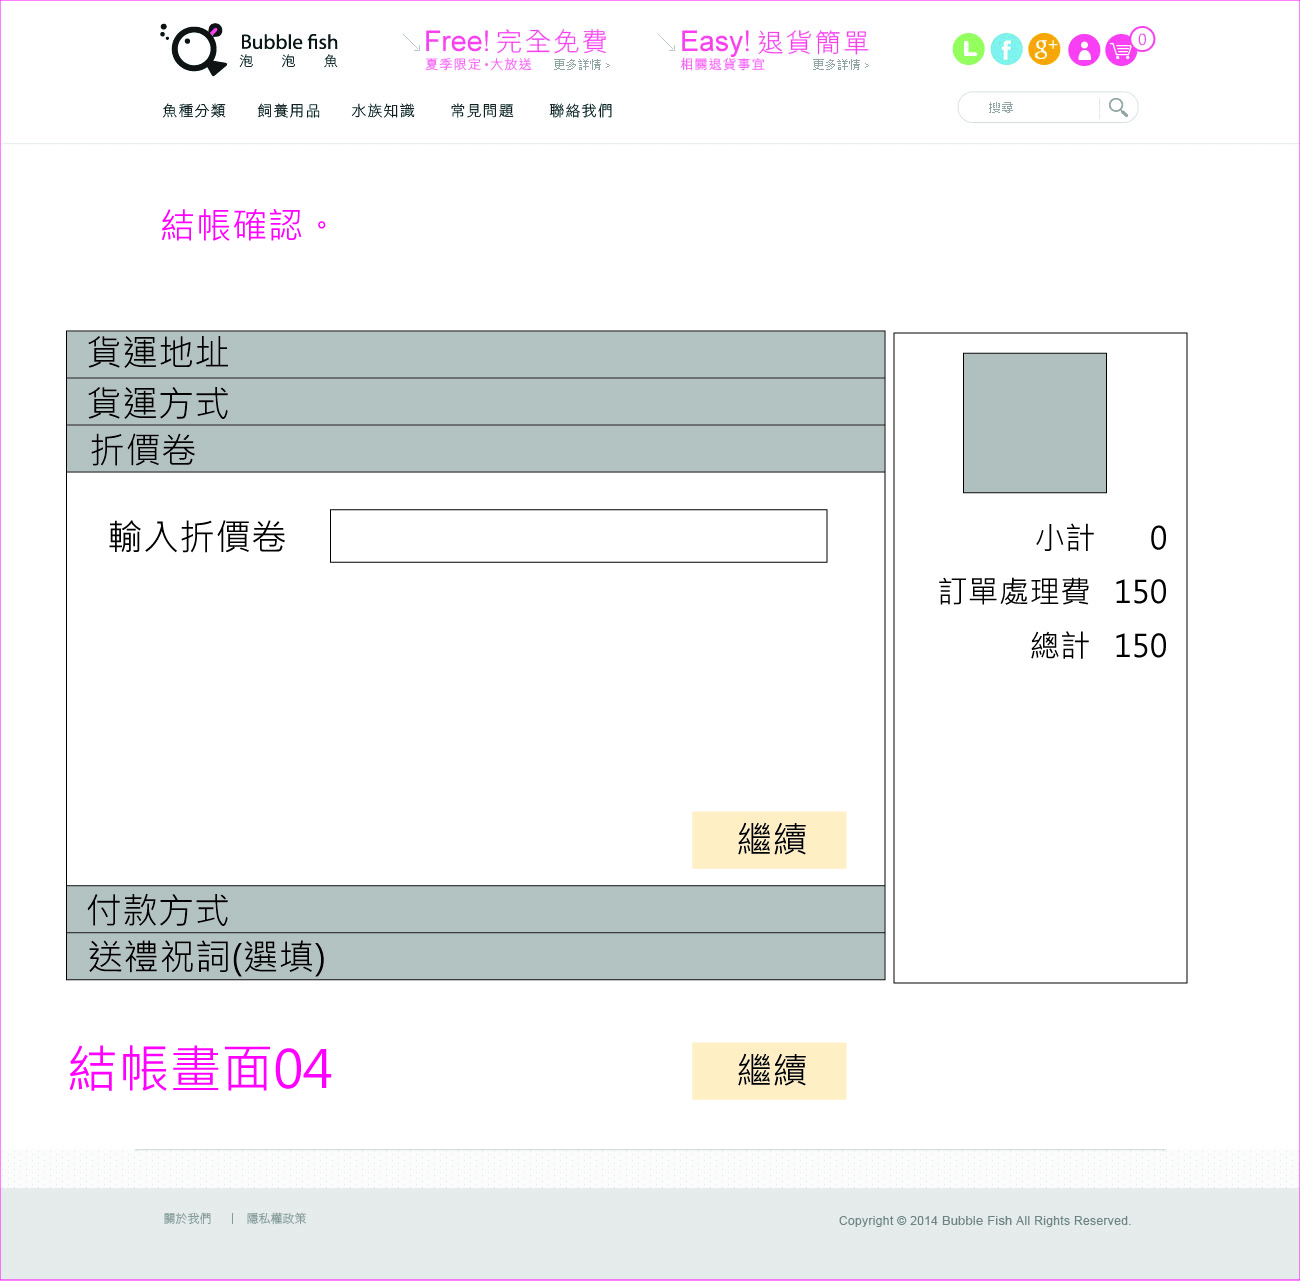 Bubble fish
泡 泡 魚
Free! 完全免費
夏季限定・大放送 更多詳情 >
Easy! 退貨簡單
相關退貨事宜 更多詳情 >
L f g+ 0
魚種分類 飼養用品 水族知識 常見問題 聯絡我們
搜尋
結帳確認。
貨運地址
貨運方式
折價卷
輸入折價卷
繼續
付款方式
送禮祝詞(選填)
小計 0
訂單處理費 150
總計 150
結帳畫面04
繼續
關於我們 | 隱私權政策
Copyright © 2014 Bubble Fish All Rights Reserved.